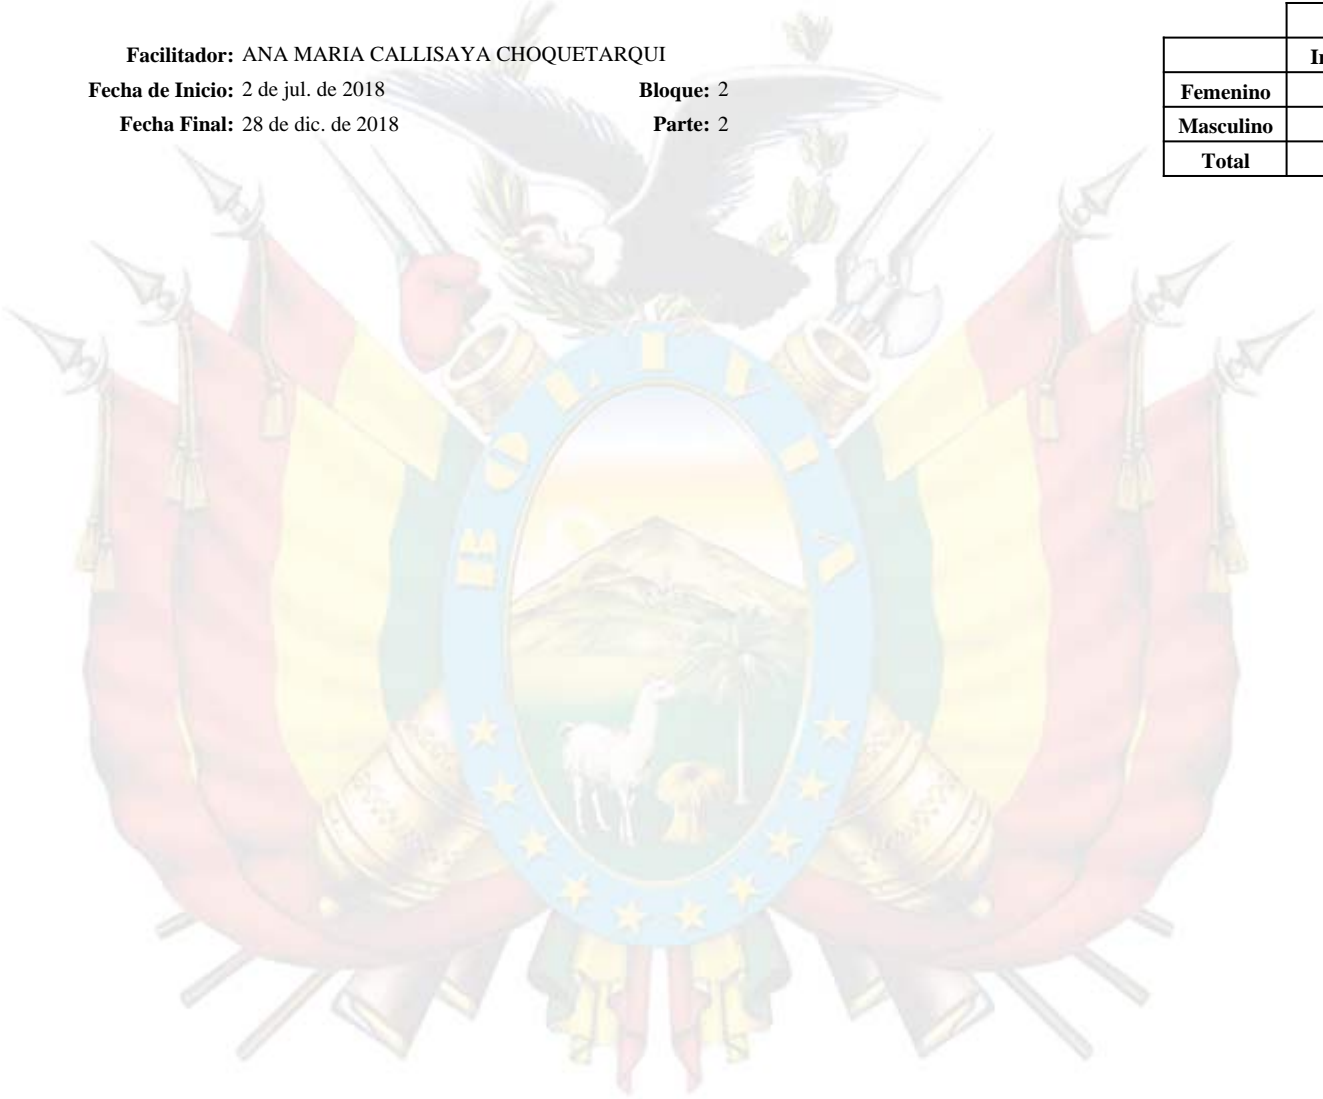 Facilitador: ANA MARIA CALLISAYA CHOQUETARQUI
Fecha de Inicio: 2 de jul. de 2018 Bloque: 2
Fecha Final: 28 de dic. de 2018 Parte: 2
Femenino
Masculino
Total
BOLIVIA